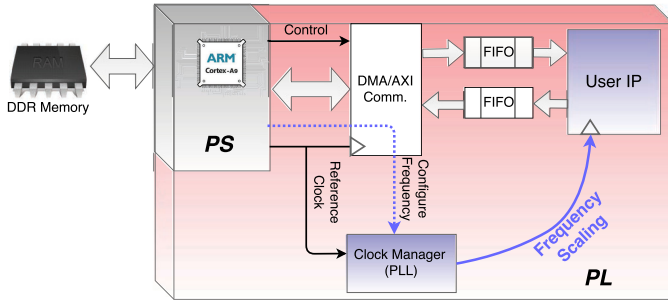 RAM
DDR Memory
ARM
Cortex-A9
PS
Control
DMA/AXI
Comm.
FIFO
FIFO
User IP
Configure
Frequency
Reference
Clock
Clock Manager
(PLL)
Frequency
Scaling
PL